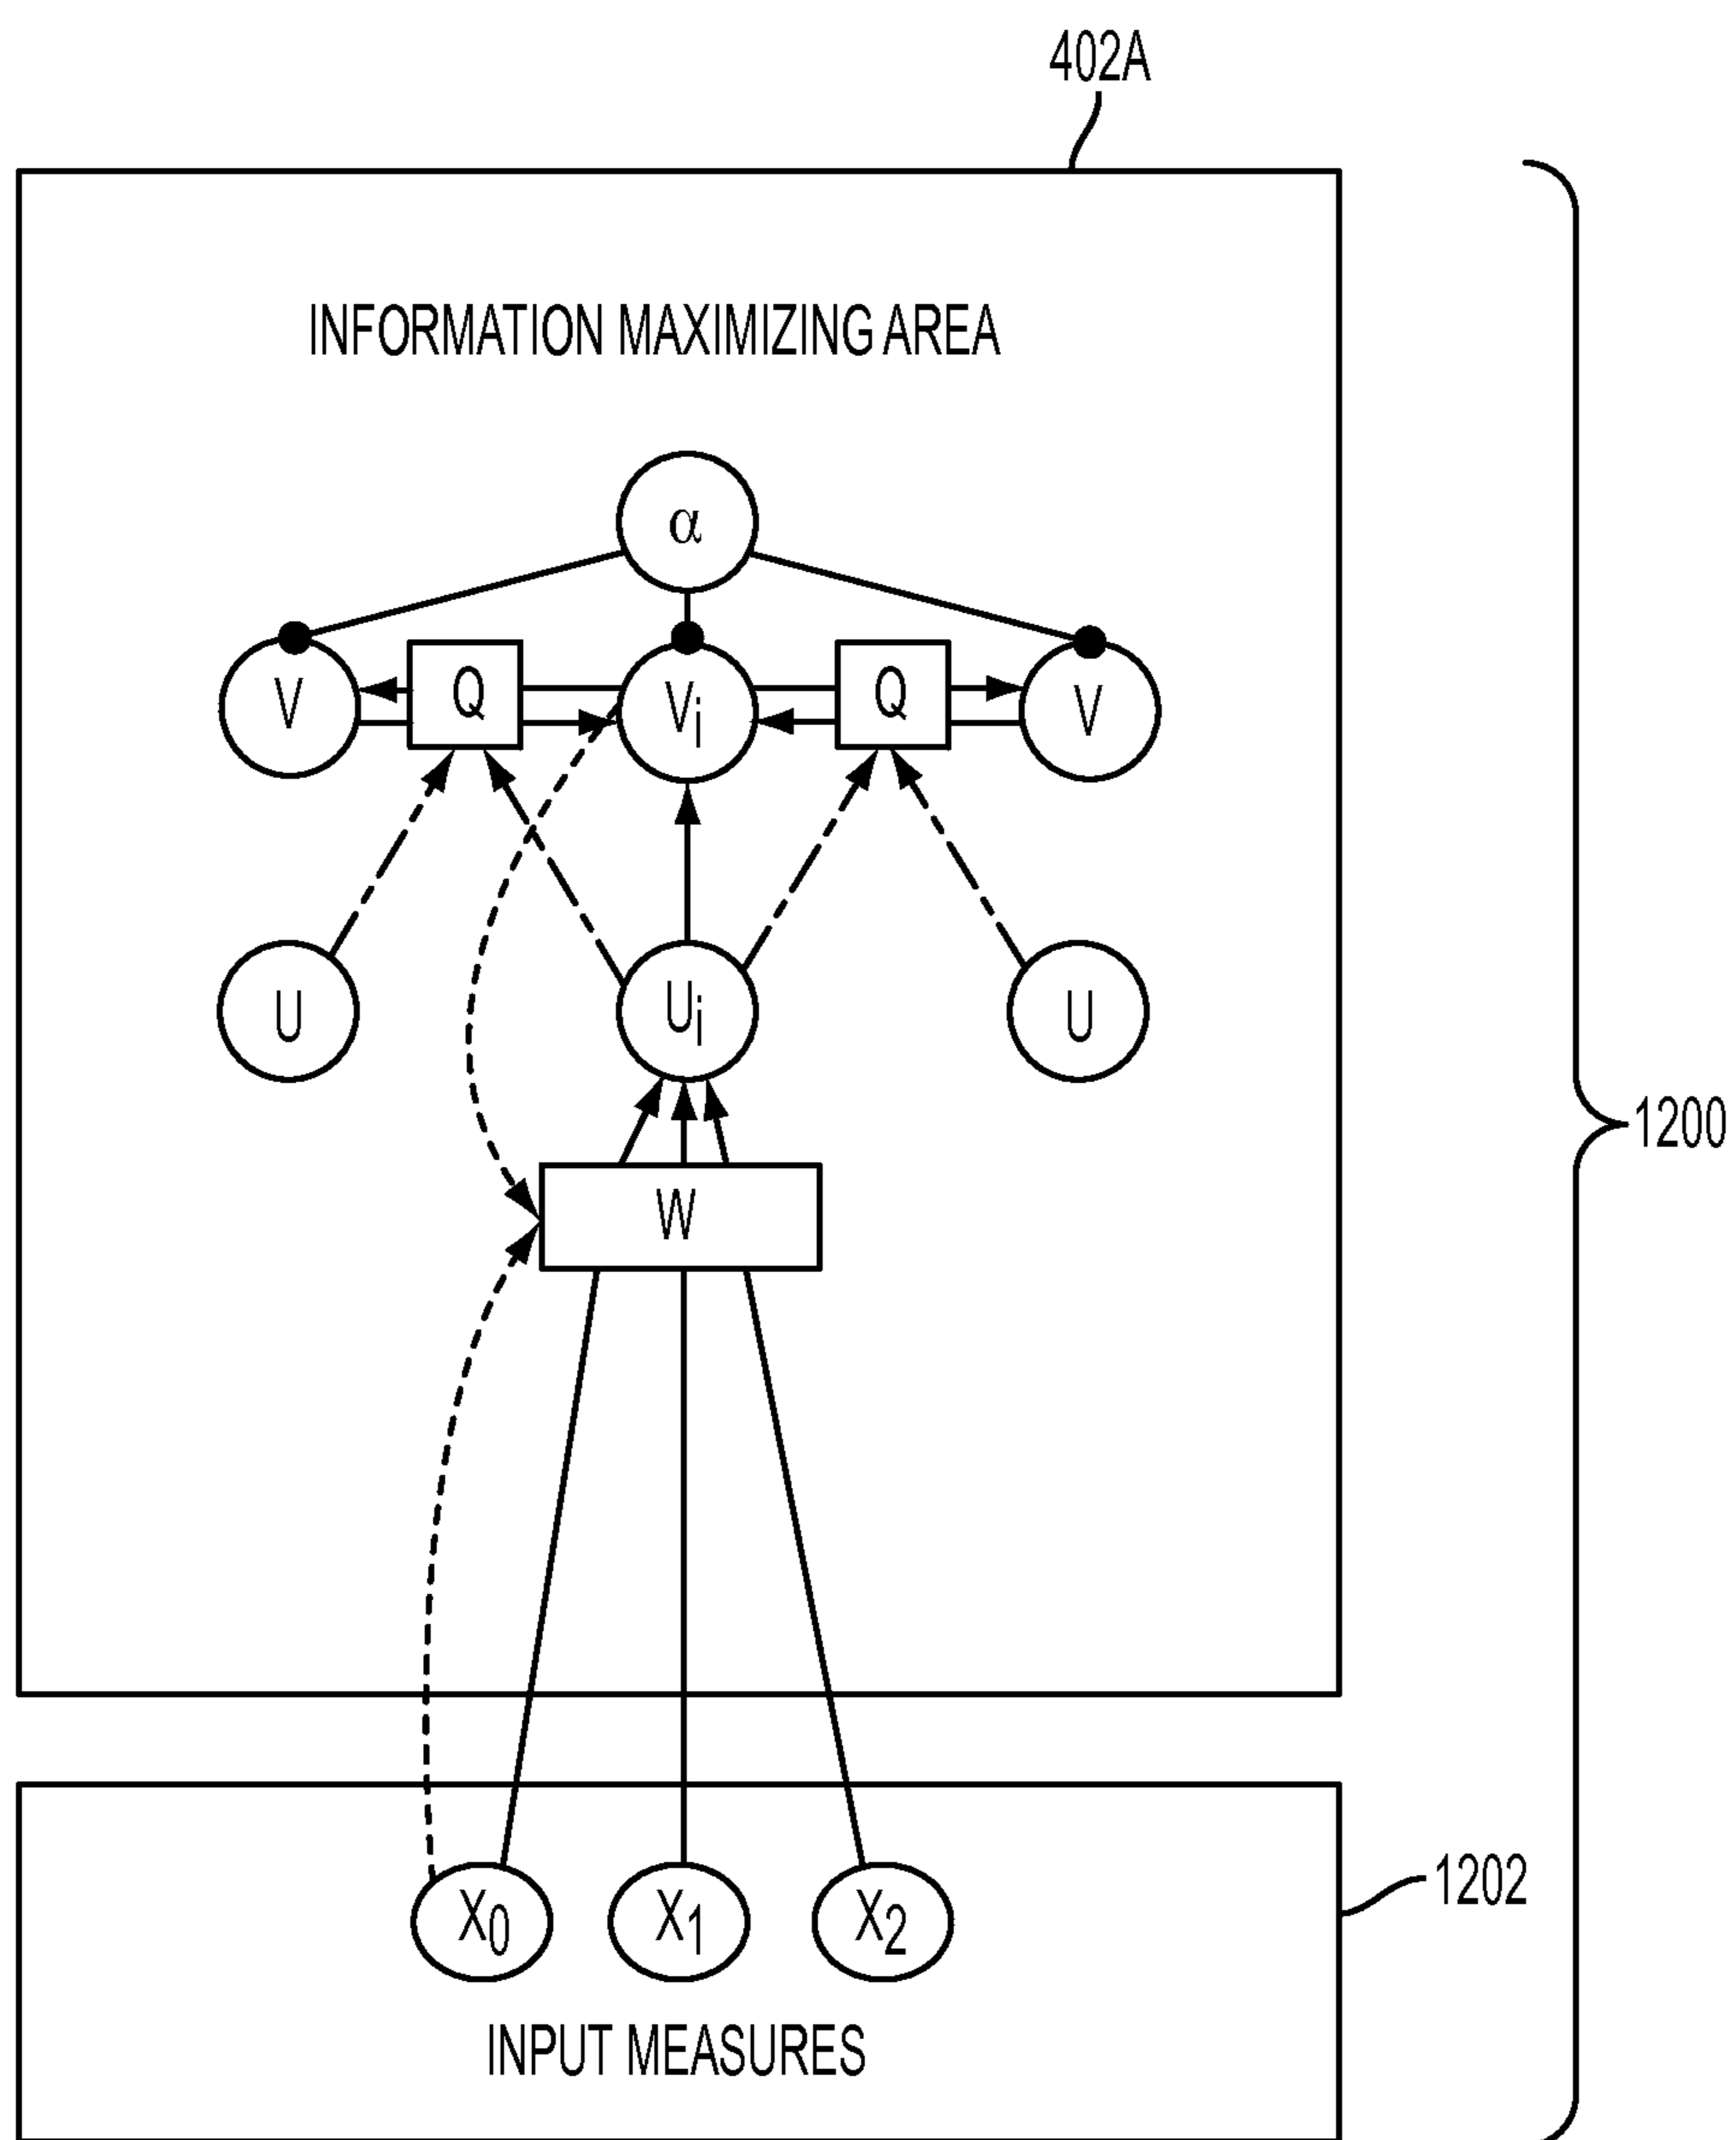 402A
INFORMATION MAXIMIZING AREA
α
V Q Vi Q V
U Ui U
1200
W
1202
X0 X1 X2
INPUT MEASURES